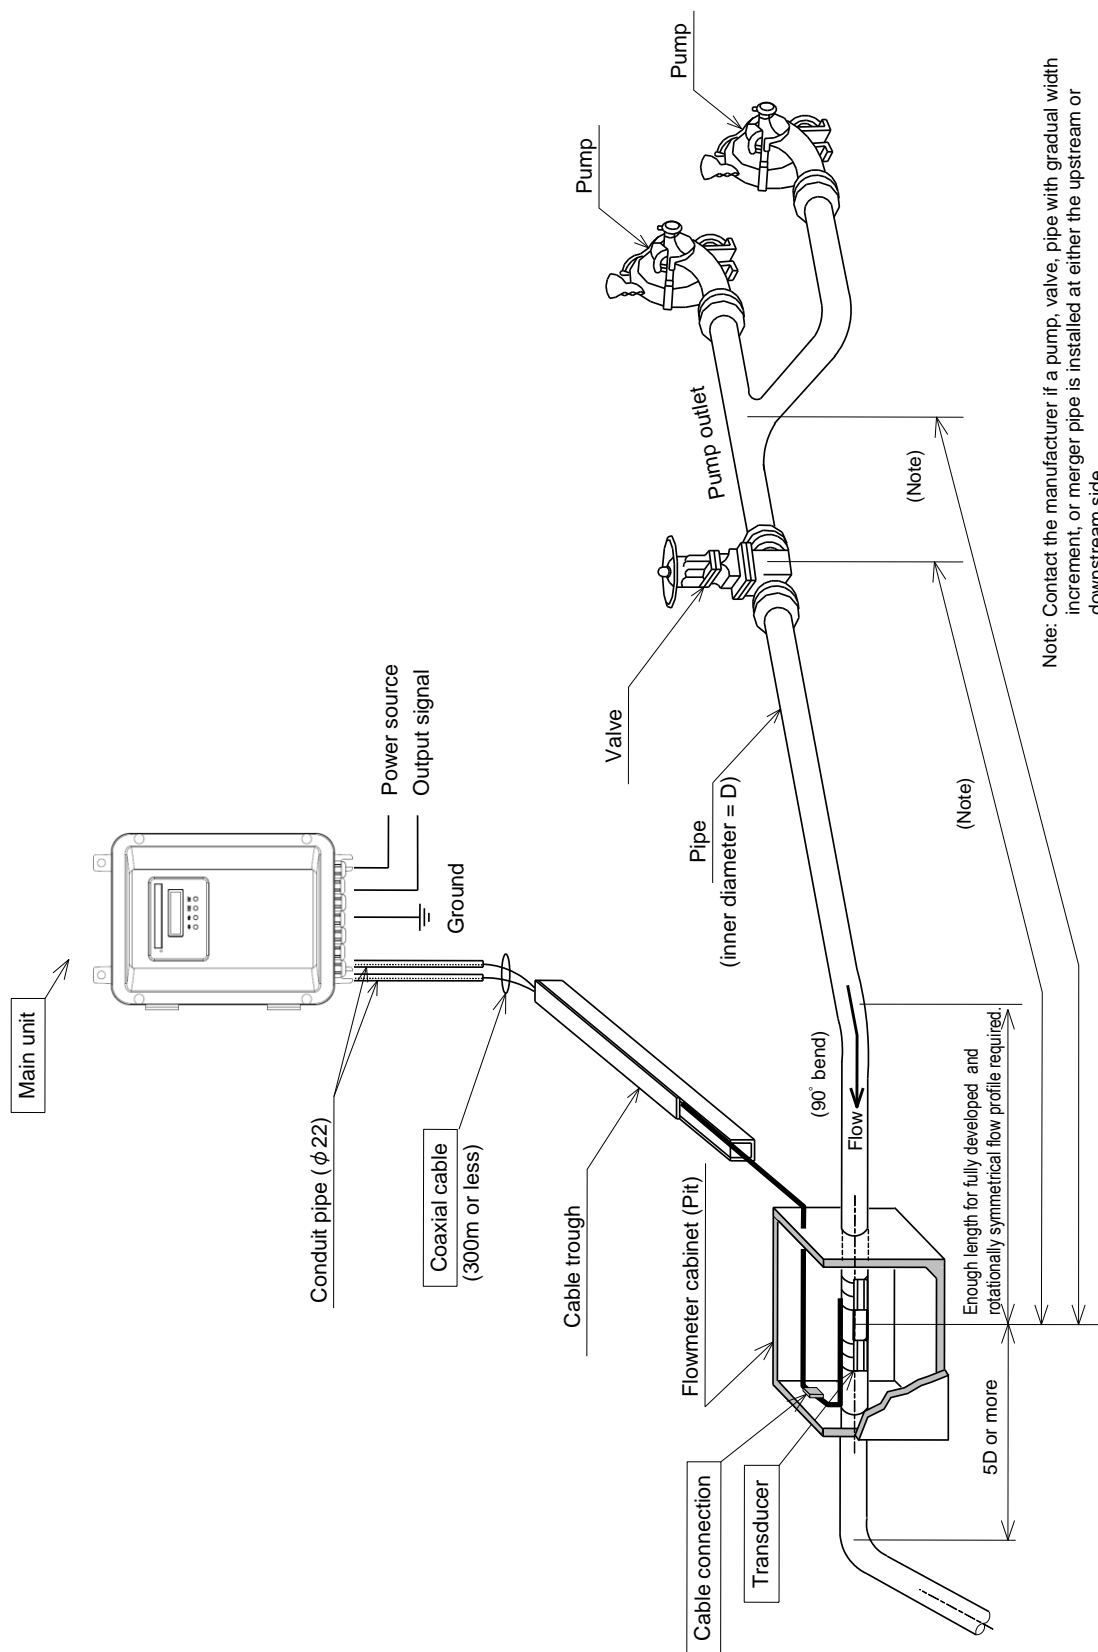 Main unit
Power source
Output signal
Ground
Conduit pipe (ϕ22)
Coaxial cable
(300m or less)
Cable trough
Flowmeter cabinet (Pit)
Cable connection
Transducer
Pump
Pump
Pump outlet
Valve
Pipe
(inner diameter = D)
(90° bend)
Flow
(Note)
(Note)
Enough length for fully developed and
rotationally symmetrical flow profile required.
5D or more
Note: Contact the manufacturer if a pump, valve, pipe with gradual width
increment, or merger pipe is installed at either the upstream or
downstream side